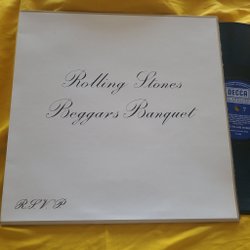 Rolling Stones
Beggars Banquet
R.S.V.P.
DECCA